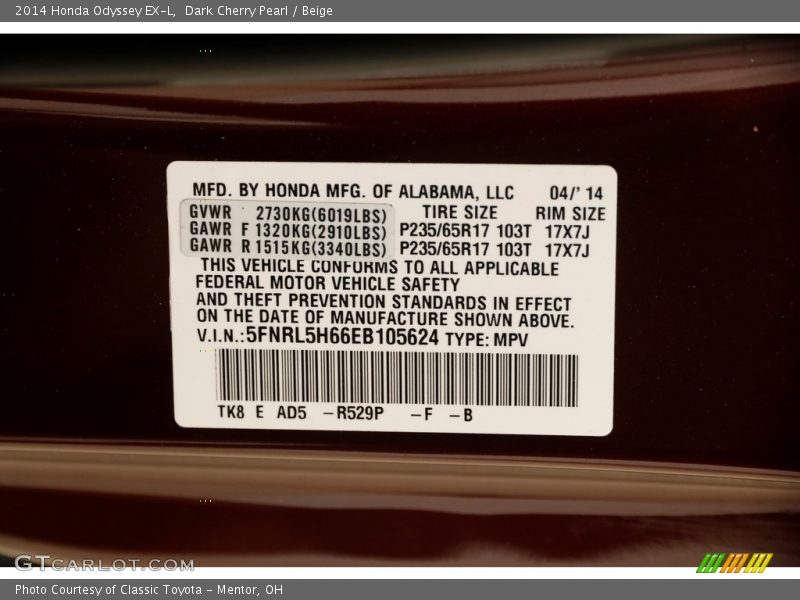 2014 Honda Odyssey EX-L,  Dark Cherry Pearl / Beige
MFD. BY HONDA MFG. OF ALABAMA, LLC 04/' 14
GVWR 2730KG(6019LBS) TIRE SIZE RIM SIZE
GAWR F 1320KG(2910LBS) P235/65R17 103T 17X7J
GAWR R 1515KG(3340LBS) P235/65R17 103T 17X7J
THIS VEHICLE CONFORMS TO ALL APPLICABLE
FEDERAL MOTOR VEHICLE SAFETY
AND THEFT PREVENTION STANDARDS IN EFFECT
ON THE DATE OF MANUFACTURE SHOWN ABOVE.
V.I.N.:5FNRL5H66EB105624 TYPE: MPV
TK8 E AD5 -R529P -F -B
GTCARLOT.COM
Photo Courtesy of Classic Toyota - Mentor, OH